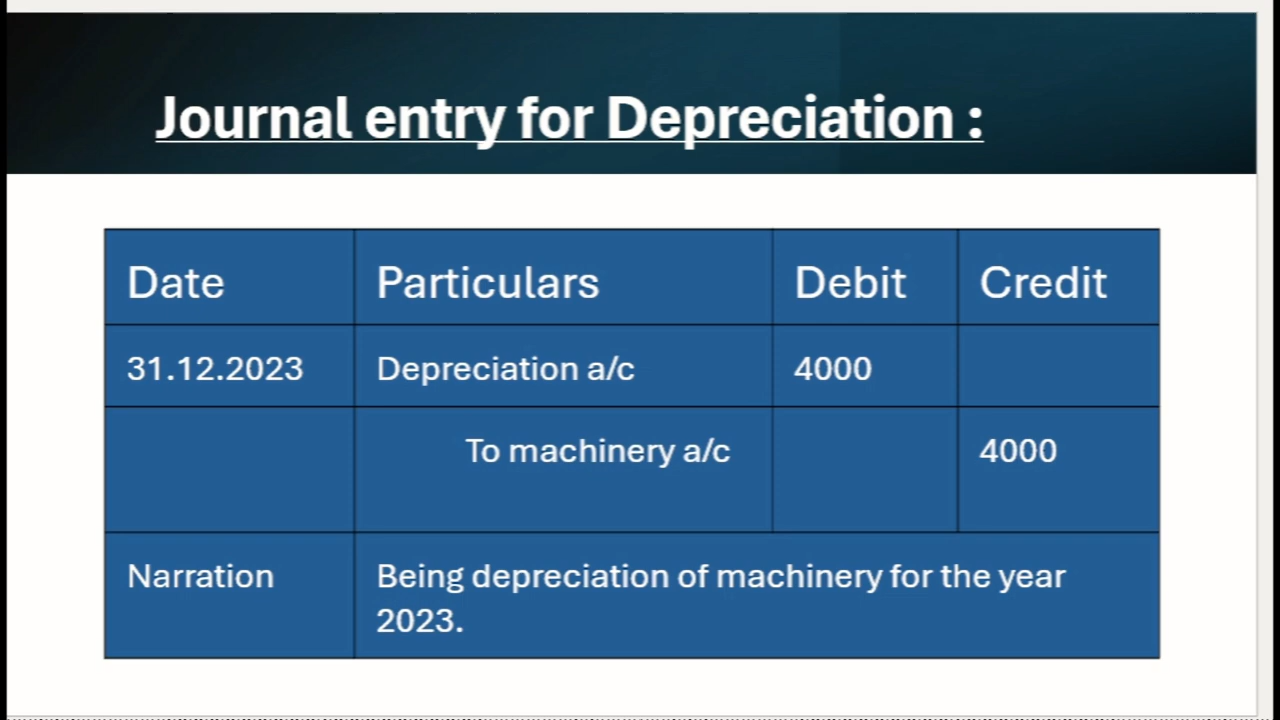 Journal entry for Depreciation :
Date Particulars Debit Credit
31.12.2023 Depreciation a/c 4000
To machinery a/c 4000
Narration Being depreciation of machinery for the year
2023.